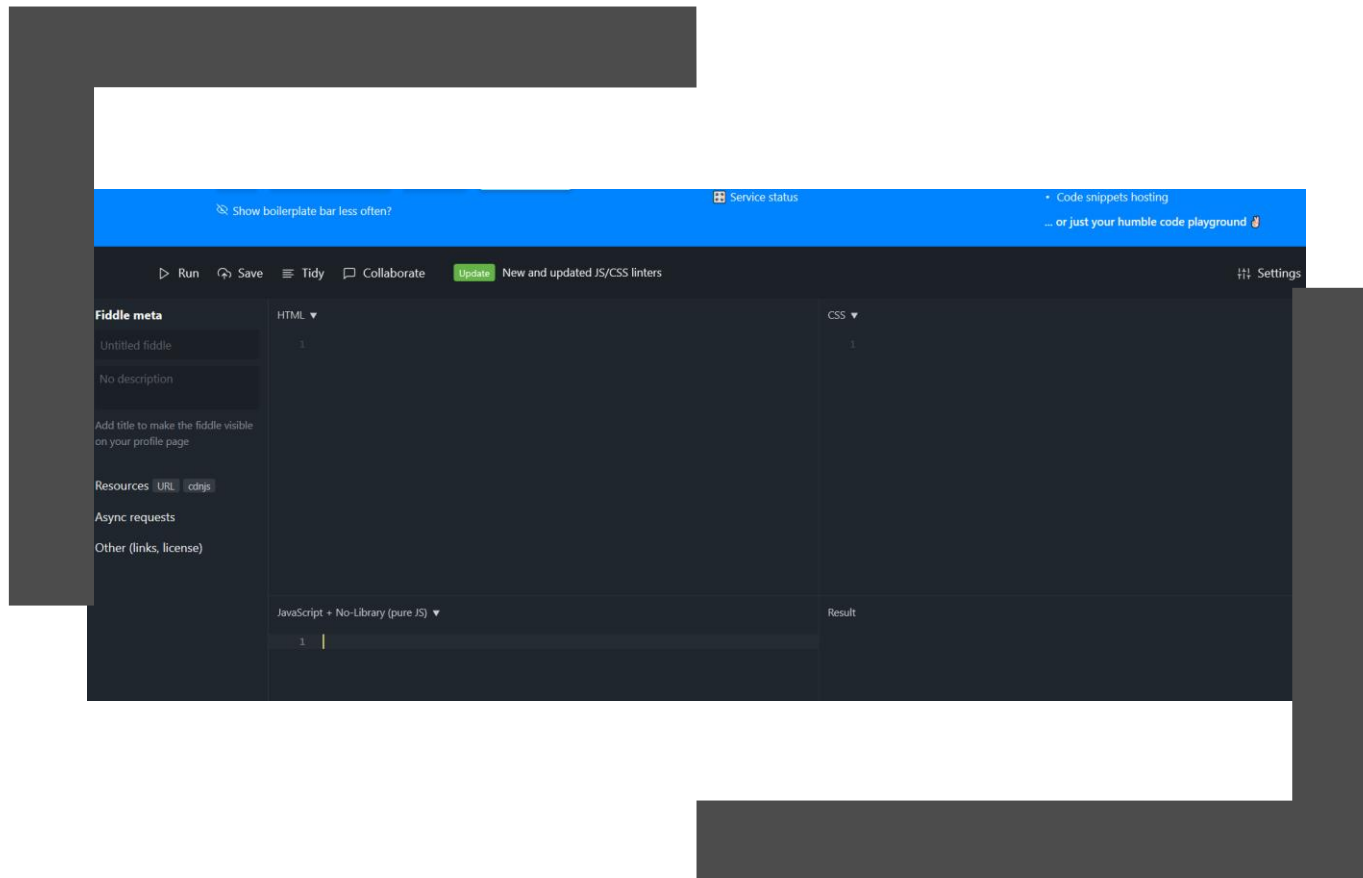 Service status
• Code snippets hosting
Show boilerplate bar less often?
... or just your humble code playground ✌
Run Save Tidy Collaborate Update New and updated JS/CSS linters Settings
Fiddle meta
HTML ▼
CSS ▼
Untitled fiddle
1
1
No description
Add title to make the fiddle visible
on your profile page
Resources URL cdnjs
Async requests
Other (links, license)
JavaScript + No-Library (pure JS) ▼
Result
1